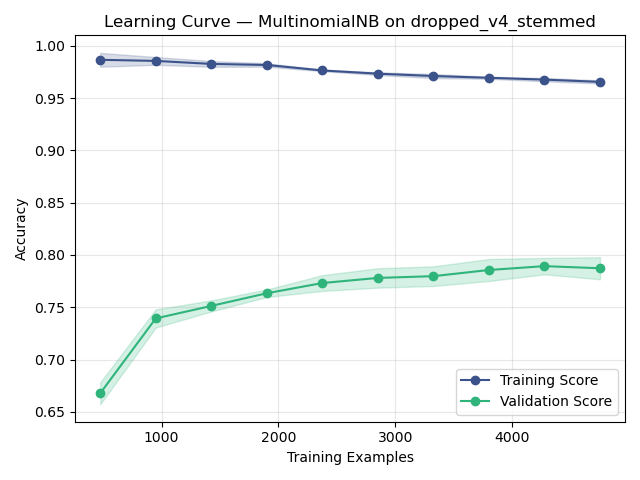 Learning Curve — MultinomialNB on dropped_v4_stemmed
1.00
0.95
0.90
0.85
0.80
0.75
0.70
0.65
Accuracy
Training Score
Validation Score
1000 2000 3000 4000
Training Examples